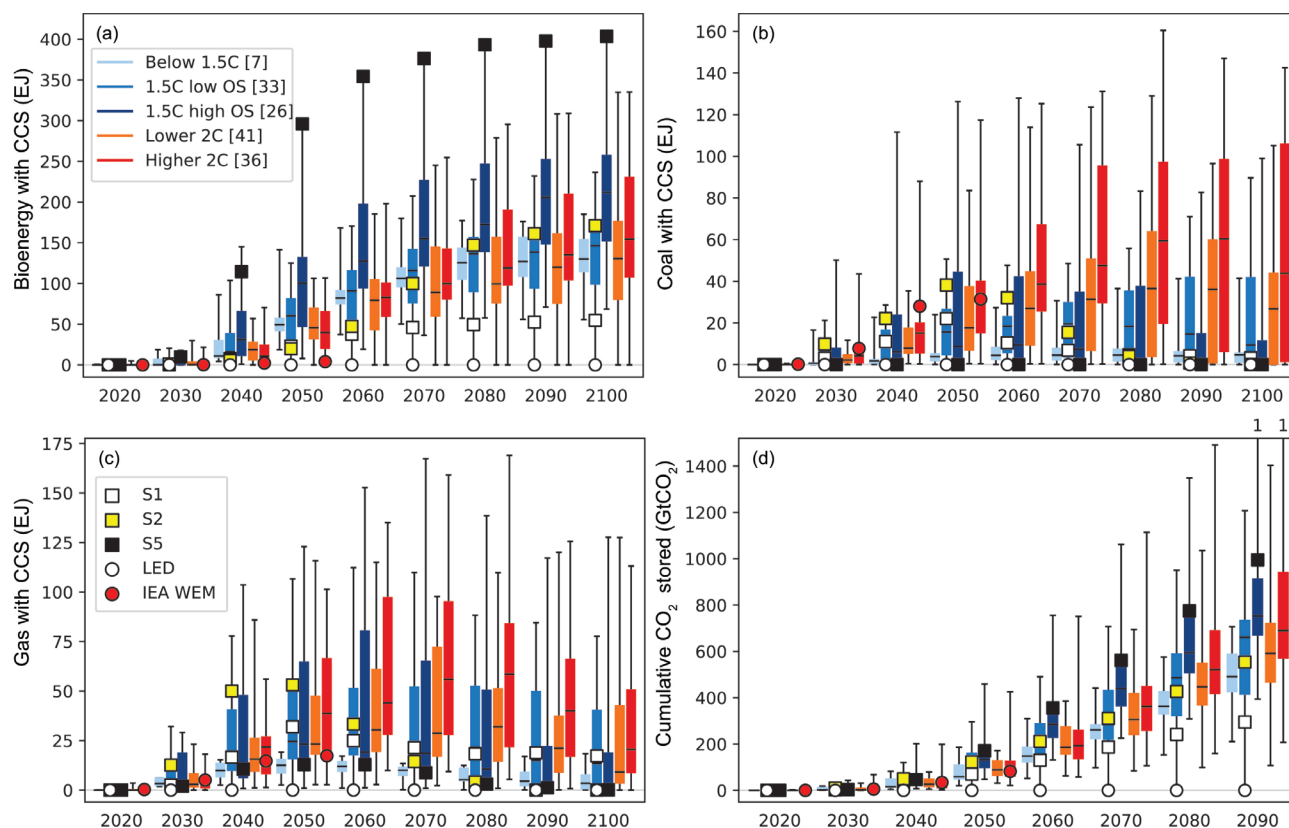 (a)
Bioenergy with CCS (EJ)
400
350
300
250
200
150
100
50
0
Below 1.5C [7]
1.5C low OS [33]
1.5C high OS [26]
Lower 2C [41]
Higher 2C [36]
2020 2030 2040 2050 2060 2070 2080 2090 2100
(b)
Coal with CCS (EJ)
160
140
120
100
80
60
40
20
0
2020 2030 2040 2050 2060 2070 2080 2090 2100
(c)
Gas with CCS (EJ)
175
150
125
100
75
50
25
0
S1
S2
S5
LED
IEA WEM
2020 2030 2040 2050 2060 2070 2080 2090 2100
(d)
1 1
Cumulative CO₂ stored (GtCO₂)
1400
1200
1000
800
600
400
200
0
2020 2030 2040 2050 2060 2070 2080 2090